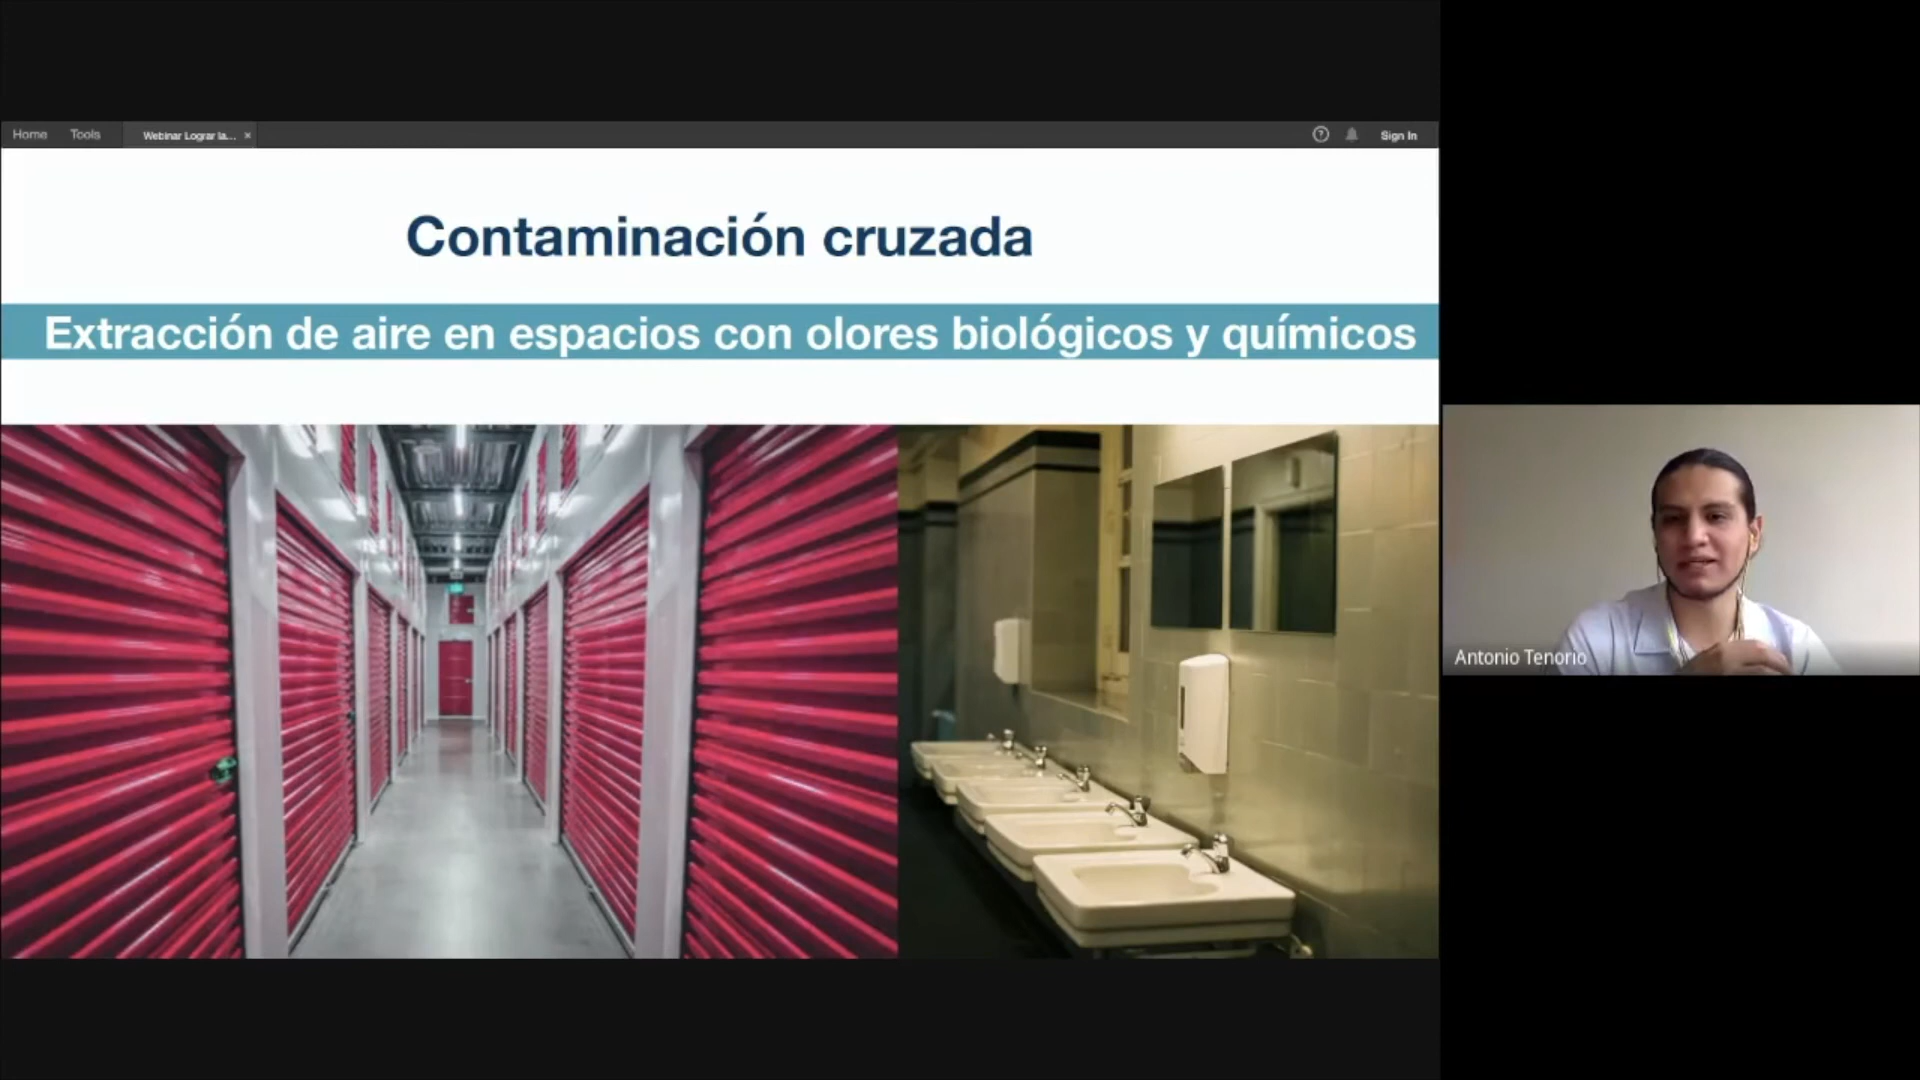 Home Tools Webinar Lograr la... × Sign In
Contaminación cruzada
Extracción de aire en espacios con olores biológicos y químicos
Antonio Tenorio